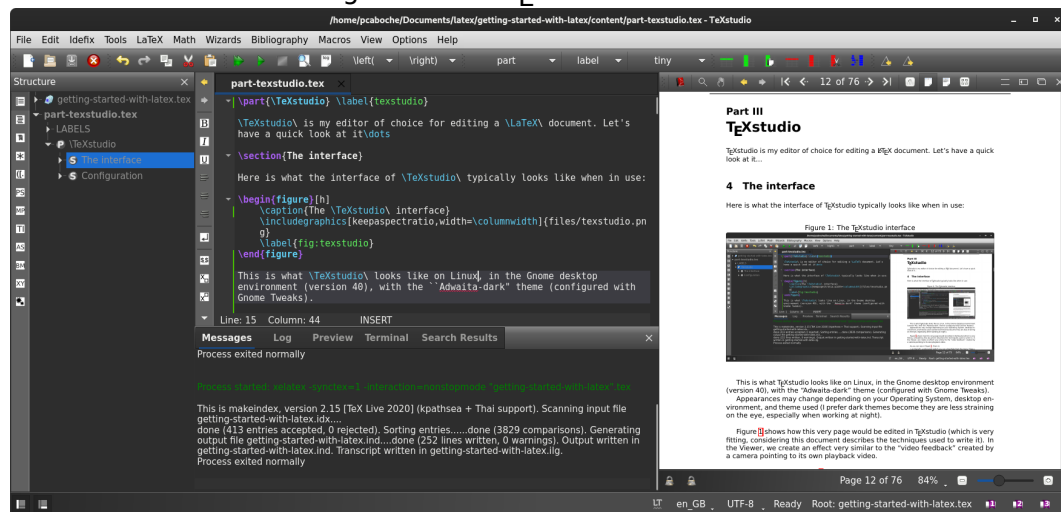 /home/pcaboche/Documents/latex/getting-started-with-latex/content/part-texstudio.tex - TeXstudio
File Edit Idefix Tools LaTeX Math Wizards Bibliography Macros View Options Help
\left( \right) part label tiny
12 of 76
Structure
getting-started-with-latex.tex
part-texstudio.tex
LABELS
\TeXstudio
The interface
Configuration
part-texstudio.tex
\part{\TeXstudio} \label{texstudio}
\TeXstudio\ is my editor of choice for editing a \LaTeX\ document. Let's
have a quick look at it\dots
\section{The interface}
Here is what the interface of \TeXstudio\ typically looks like when in use:
\begin{figure}[h]
\caption{The \TeXstudio\ interface}
\includegraphics[keepaspectratio,width=\columnwidth]{files/texstudio.pn
g}
\label{fig:texstudio}
\end{figure}
This is what \TeXstudio\ looks like on Linux, in the Gnome desktop
environment (version 40), with the ``Adwaita-dark" theme (configured with
Gnome Tweaks).
Line: 15 Column: 44 INSERT
Messages Log Preview Terminal Search Results
Process exited normally
Process started: xelatex -synctex=1 -interaction=nonstopmode "getting-started-with-latex".tex
This is makeindex, version 2.15 [TeX Live 2020] (kpathsea + Thai support). Scanning input file
getting-started-with-latex.idx....
done (413 entries accepted, 0 rejected). Sorting entries.....done (3829 comparisons). Generating
output file getting-started-with-latex.ind....done (252 lines written, 0 warnings). Output written in
getting-started-with-latex.ind. Transcript written in getting-started-with-latex.ilg.
Process exited normally
Part III
TEXstudio
TEXstudio is my editor of choice for editing a LATEX document. Let's have a quick
look at it...
4 The interface
Here is what the interface of TEXstudio typically looks like when in use:
Figure 1: The TEXstudio interface
This is what TEXstudio looks like on Linux, in the Gnome desktop environment
(version 40), with the "Adwaita-dark" theme (configured with Gnome Tweaks).
Appearances may change depending on your Operating System, desktop en-
vironment, and theme used (I prefer dark themes become they are less straining
on the eye, especially when working at night).
Figure 1 shows how this very page would be edited in TEXstudio (which is very
fitting, considering this document describes the techniques used to write it). In
the Viewer, we create an effect very similar to the "video feedback" created by
a camera pointing to its own playback video.
Page 12 of 76 84%
LT en_GB UTF-8 Ready Root: getting-started-with-latex.tex 1 2 3